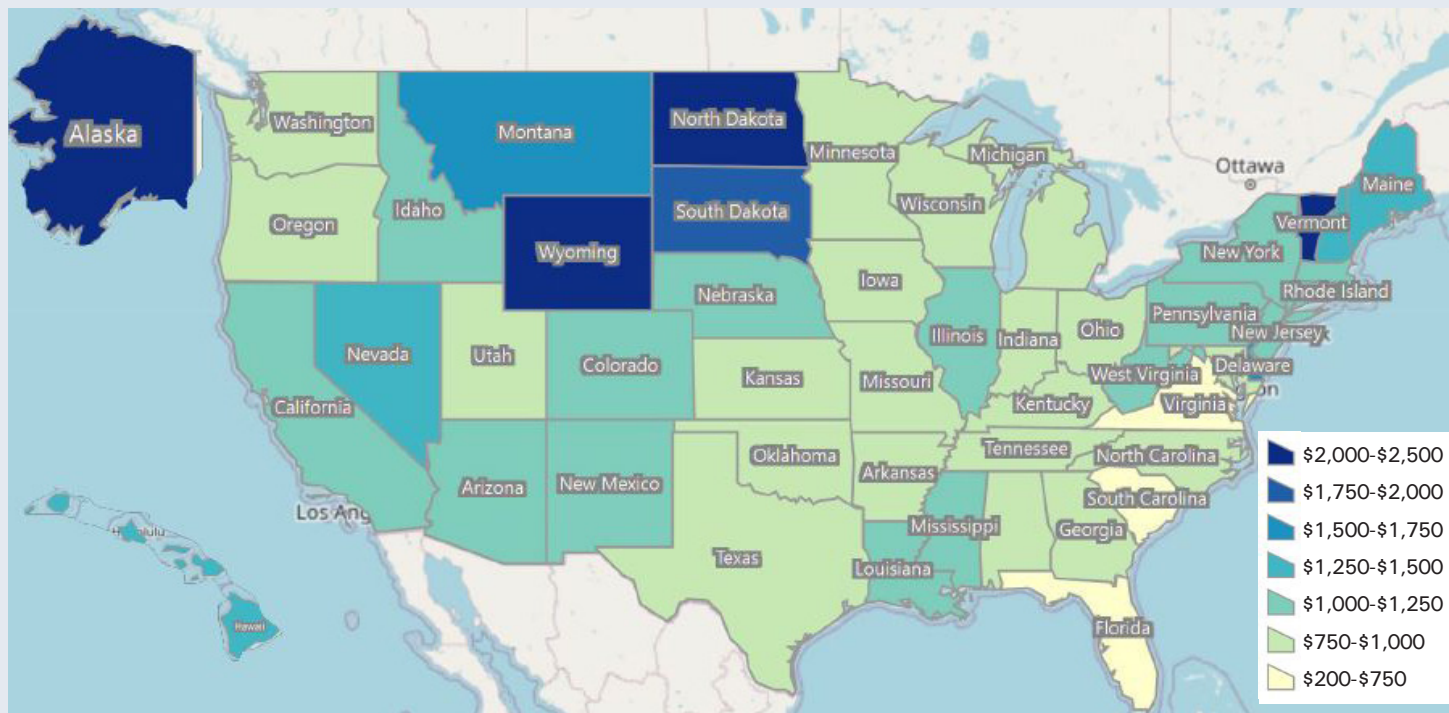 Alaska
Washington
Montana
North Dakota
Minnesota
Michigan
Ottawa
Maine
Oregon
Idaho
South Dakota
Wisconsin
Vermont
Wyoming
New York
Iowa
Nebraska
Rhode Island
Pennsylvania
Nevada
Utah
Colorado
Illinois
Indiana
Ohio
New Jersey
Kansas
Missouri
West Virginia
Delaware
California
Kentucky
Virginia
Oklahoma
Tennessee
North Carolina
Arizona
New Mexico
Arkansas
South Carolina
Los Ang
Mississippi
Georgia
Texas
Louisiana
Florida
Hawaii
$2,000-$2,500
$1,750-$2,000
$1,500-$1,750
$1,250-$1,500
$1,000-$1,250
$750-$1,000
$200-$750